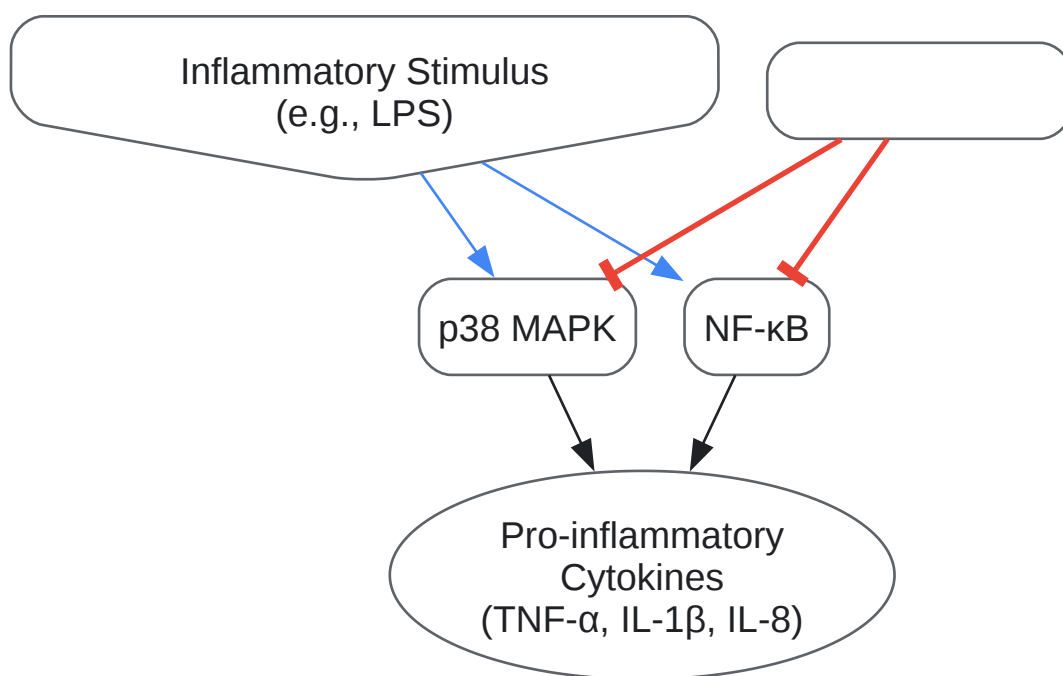 Inflammatory Stimulus
(e.g., LPS)
p38 MAPK
NF-κB
Pro-inflammatory
Cytokines
(TNF-α, IL-1β, IL-8)